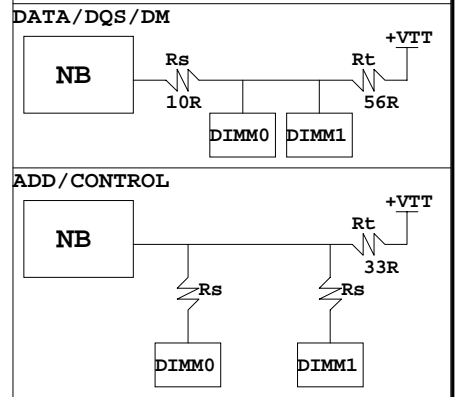 DATA/DQS/DM
+VTT
NB
Rs
10R
Rt
56R
DIMM0
DIMM1
ADD/CONTROL
+VTT
NB
Rt
33R
Rs
Rs
DIMM0
DIMM1